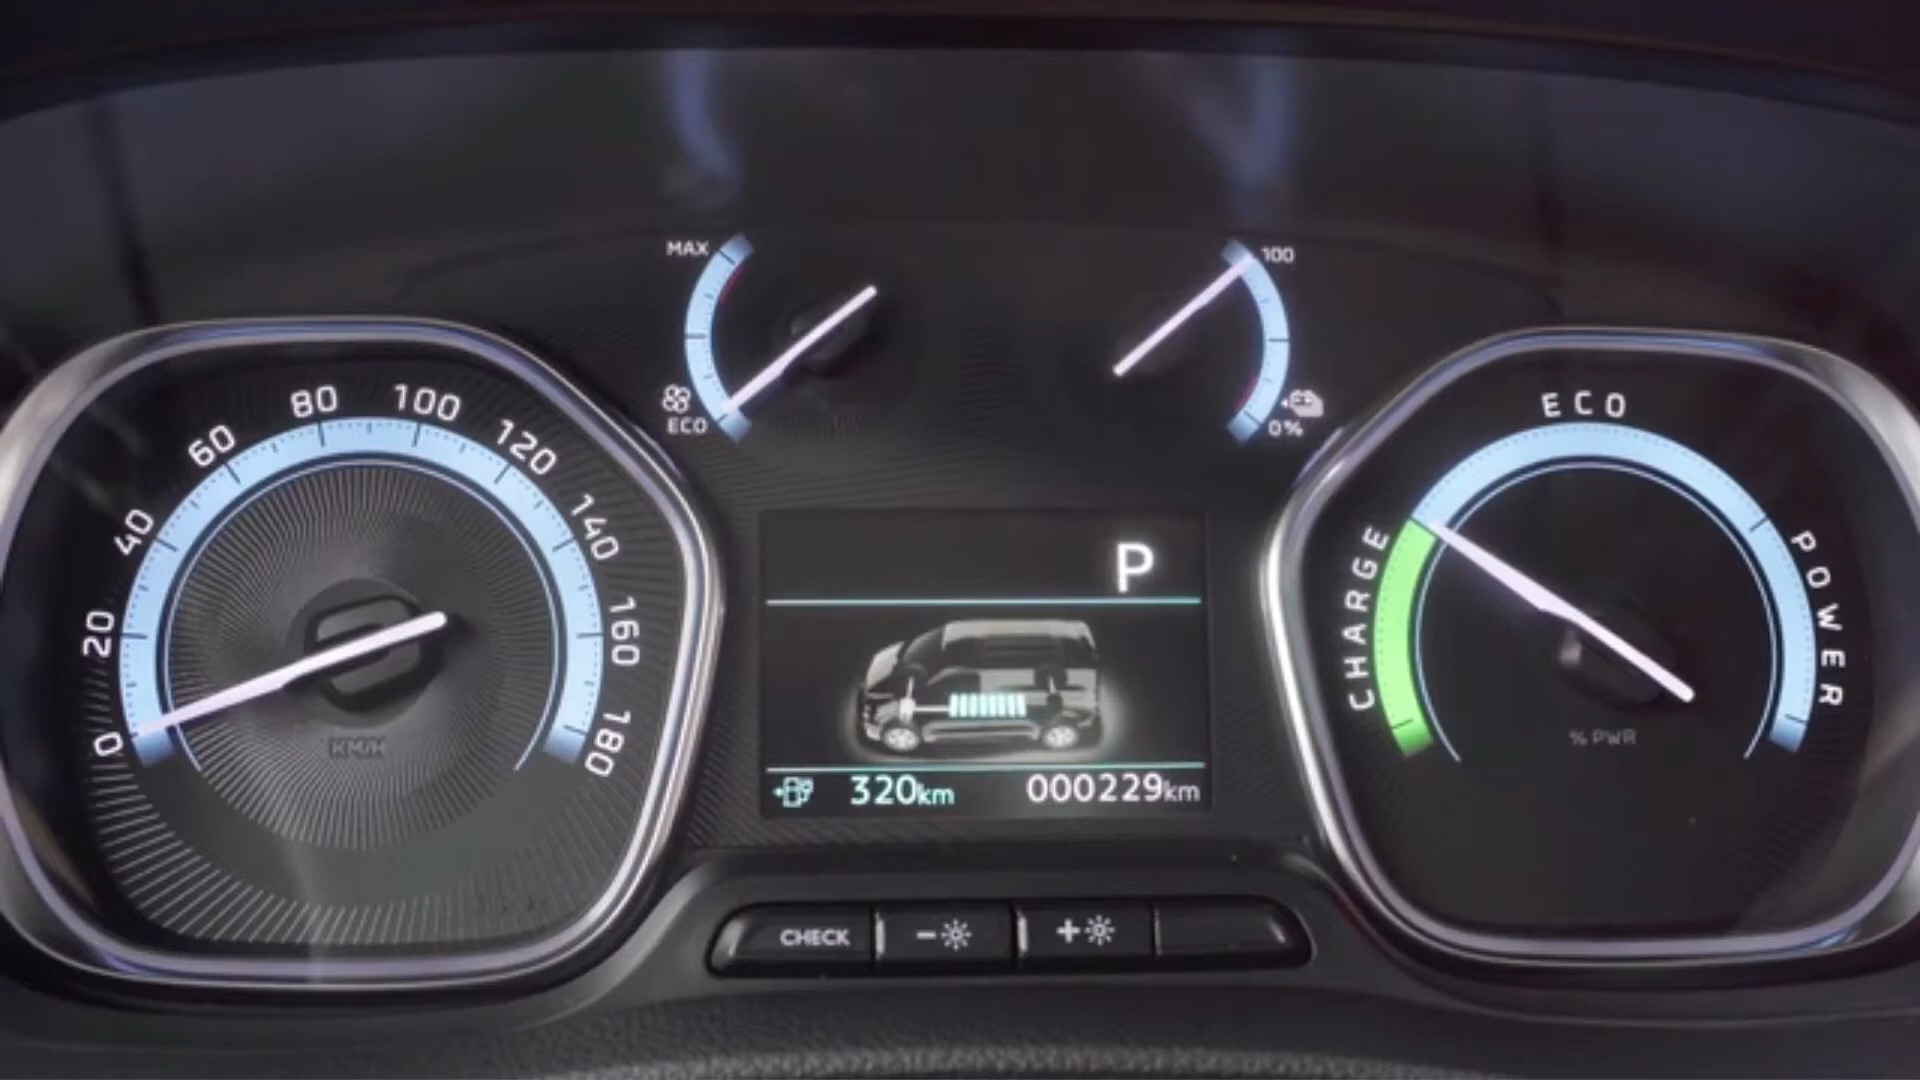 MAX
ECO
100
0%
0
20
40
60
80
100
120
140
160
180
KM/H
P
320km
000229km
CHARGE
ECO
POWER
% PWR
CHECK
-
+